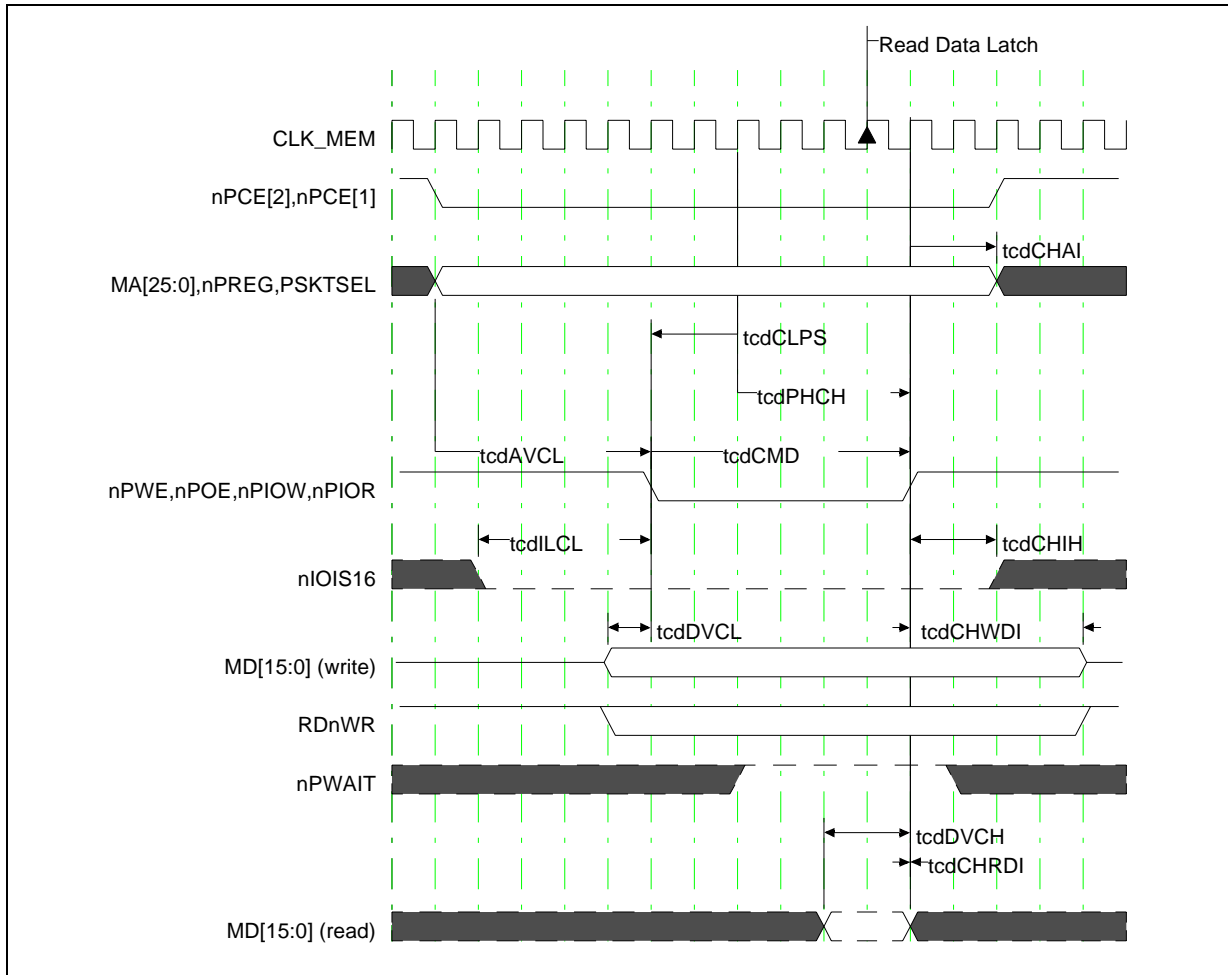 Read Data Latch
CLK_MEM
nPCE[2],nPCE[1]
tcdCHAI
MA[25:0],nPREG,PSKTSEL
tcdCLPS
tcdPHCH
tcdAVCL
tcdCMD
nPWE,nPOE,nPIOW,nPIOR
tcdILCL
tcdCHIH
nIOIS16
tcdDVCL
tcdCHWDI
MD[15:0] (write)
RDnWR
nPWAIT
tcdDVCH
tcdCHRDI
MD[15:0] (read)